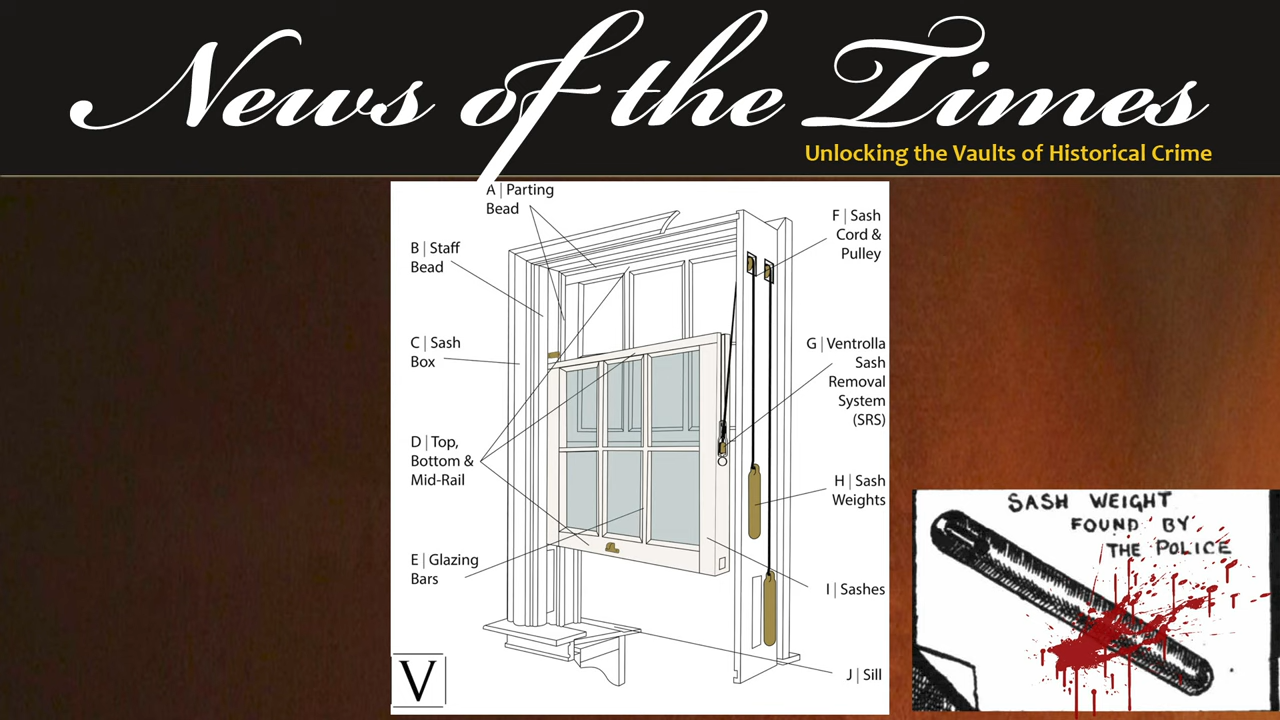 News of the Times
Unlocking the Vaults of Historical Crime
A | Parting
Bead
B | Staff
Bead
C | Sash
Box
D | Top,
Bottom &
Mid-Rail
E | Glazing
Bars
F | Sash
Cord &
Pulley
G | Ventrolla
Sash
Removal
System
(SRS)
H | Sash
Weights
I | Sashes
J | Sill
V
SASH WEIGHT
FOUND BY
THE POLICE